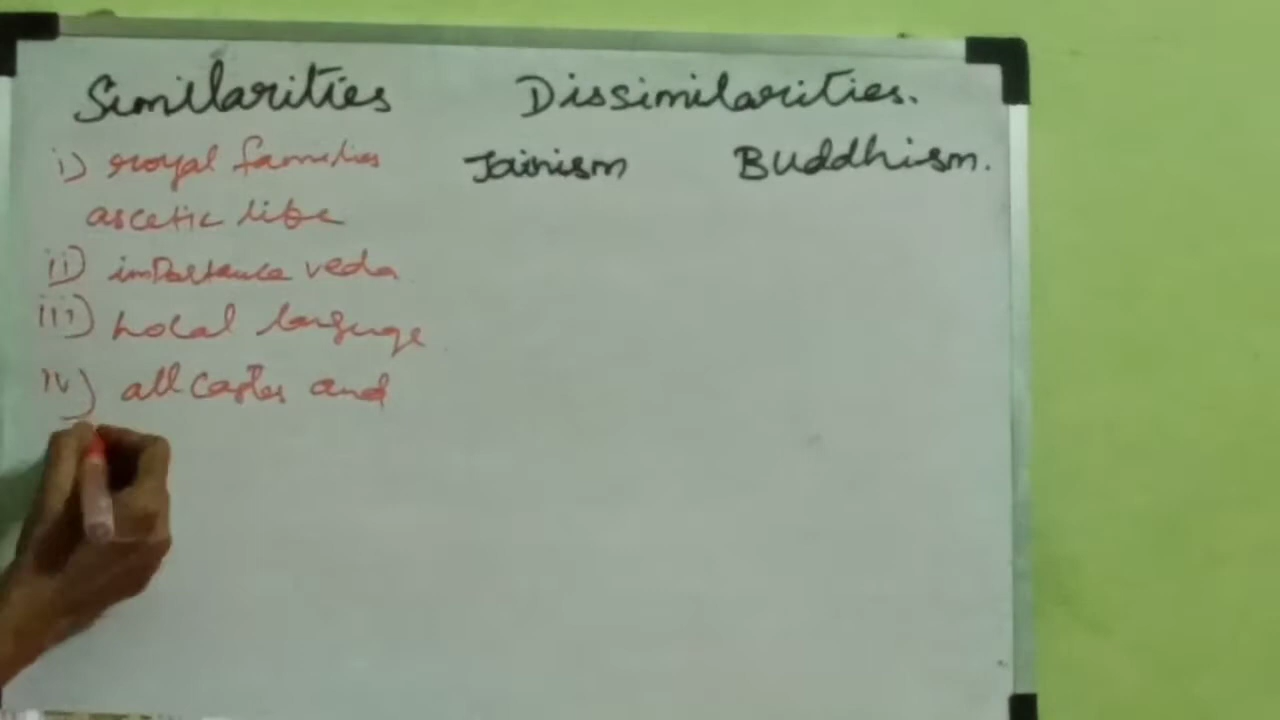 Similarities Dissimilarities.
i) royal families Jainism Buddhism.
ascetic life
ii) importance veda
iii) Local language
iv) all castes and